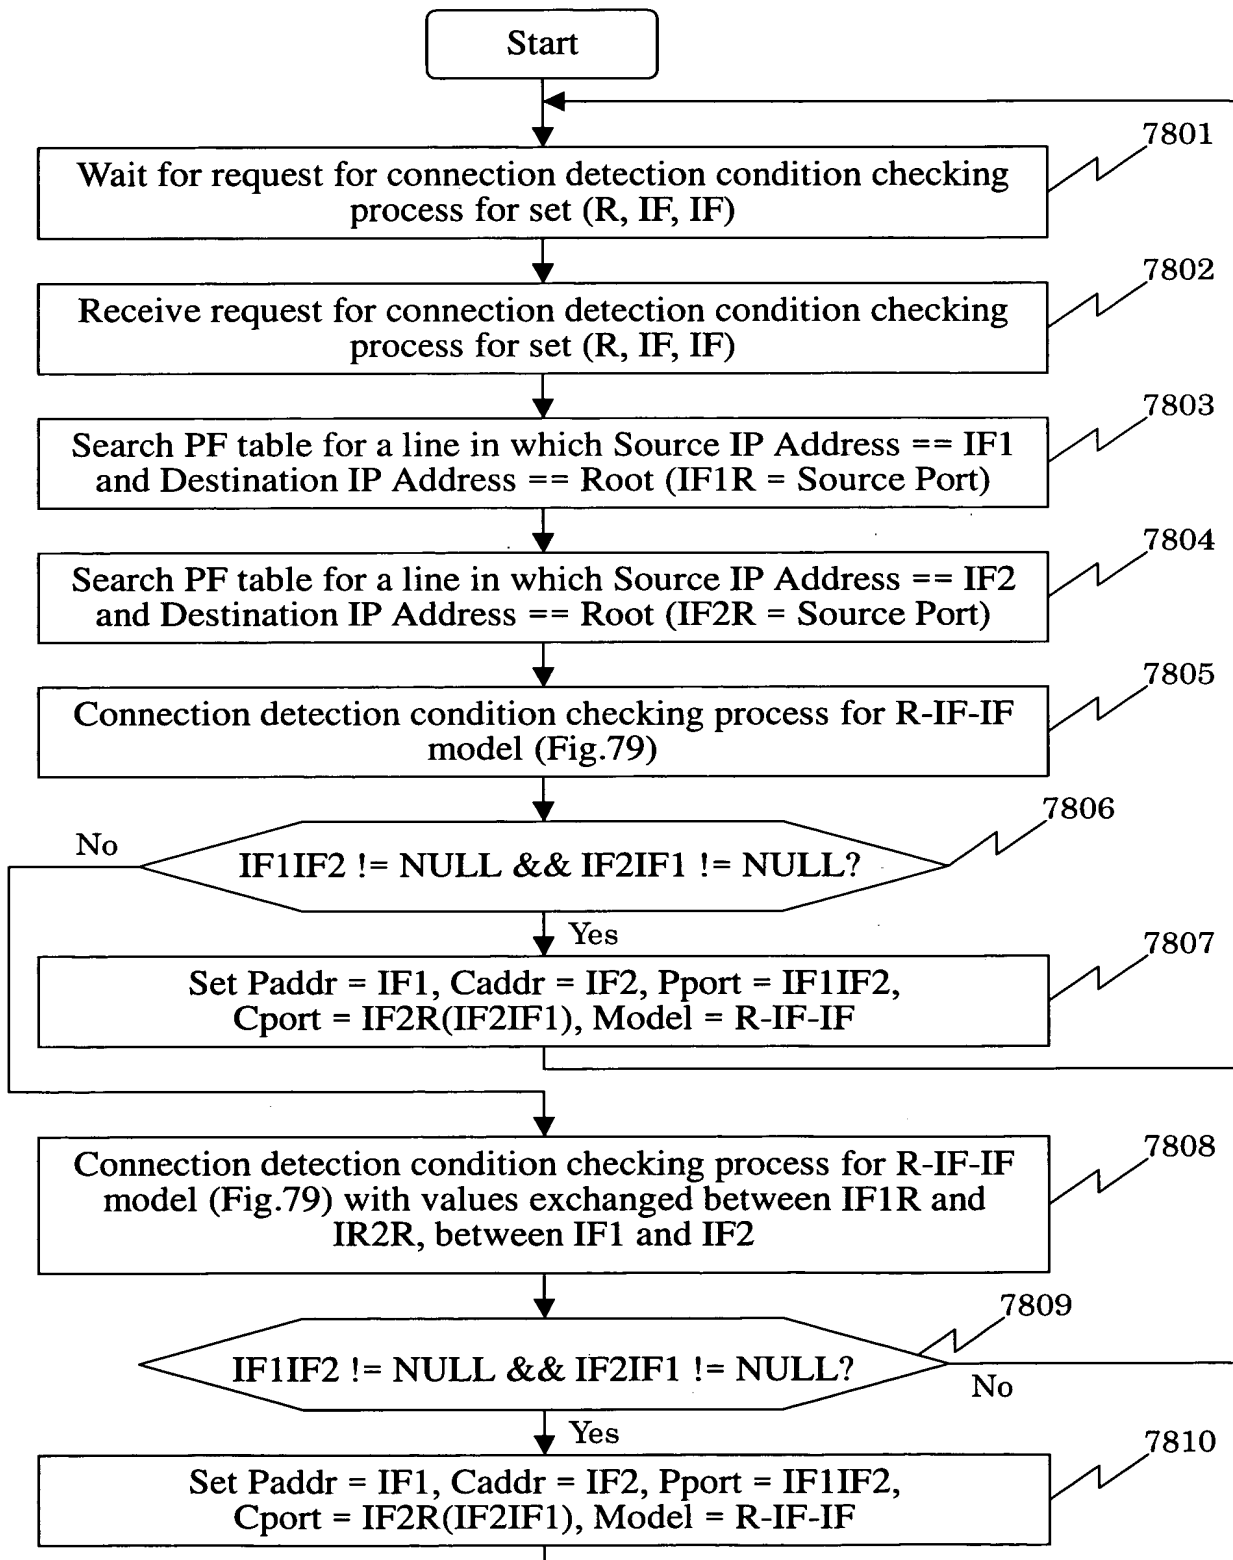 Start
7801
Wait for request for connection detection condition checking
process for set (R, IF, IF)
7802
Receive request for connection detection condition checking
process for set (R, IF, IF)
7803
Search PF table for a line in which Source IP Address == IF1
and Destination IP Address == Root (IF1R = Source Port)
7804
Search PF table for a line in which Source IP Address == IF2
and Destination IP Address == Root (IF2R = Source Port)
7805
Connection detection condition checking process for R-IF-IF
model (Fig.79)
7806
No
IF1IF2 != NULL && IF2IF1 != NULL?
Yes
7807
Set Paddr = IF1, Caddr = IF2, Pport = IF1IF2,
Cport = IF2R(IF2IF1), Model = R-IF-IF
7808
Connection detection condition checking process for R-IF-IF
model (Fig.79) with values exchanged between IF1R and
IR2R, between IF1 and IF2
7809
IF1IF2 != NULL && IF2IF1 != NULL?
No
Yes
7810
Set Paddr = IF1, Caddr = IF2, Pport = IF1IF2,
Cport = IF2R(IF2IF1), Model = R-IF-IF